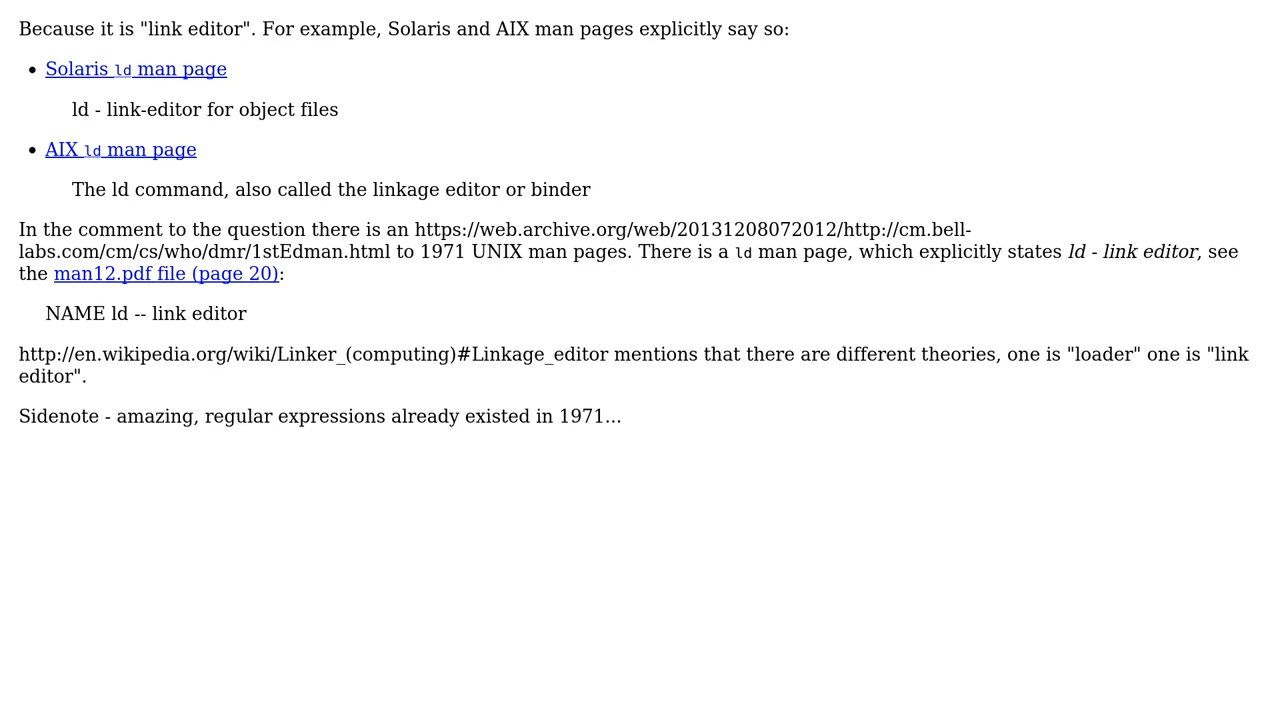 Because it is "link editor". For example, Solaris and AIX man pages explicitly say so:
Solaris ld man page
ld - link-editor for object files
AIX ld man page
The ld command, also called the linkage editor or binder
In the comment to the question there is an https://web.archive.org/web/20131208072012/http://cm.bell-
labs.com/cm/cs/who/dmr/1stEdman.html to 1971 UNIX man pages. There is a ld man page, which explicitly states ld - link editor, see
the man12.pdf file (page 20):
NAME ld -- link editor
http://en.wikipedia.org/wiki/Linker_(computing)#Linkage_editor mentions that there are different theories, one is "loader" one is "link
editor".
Sidenote - amazing, regular expressions already existed in 1971...